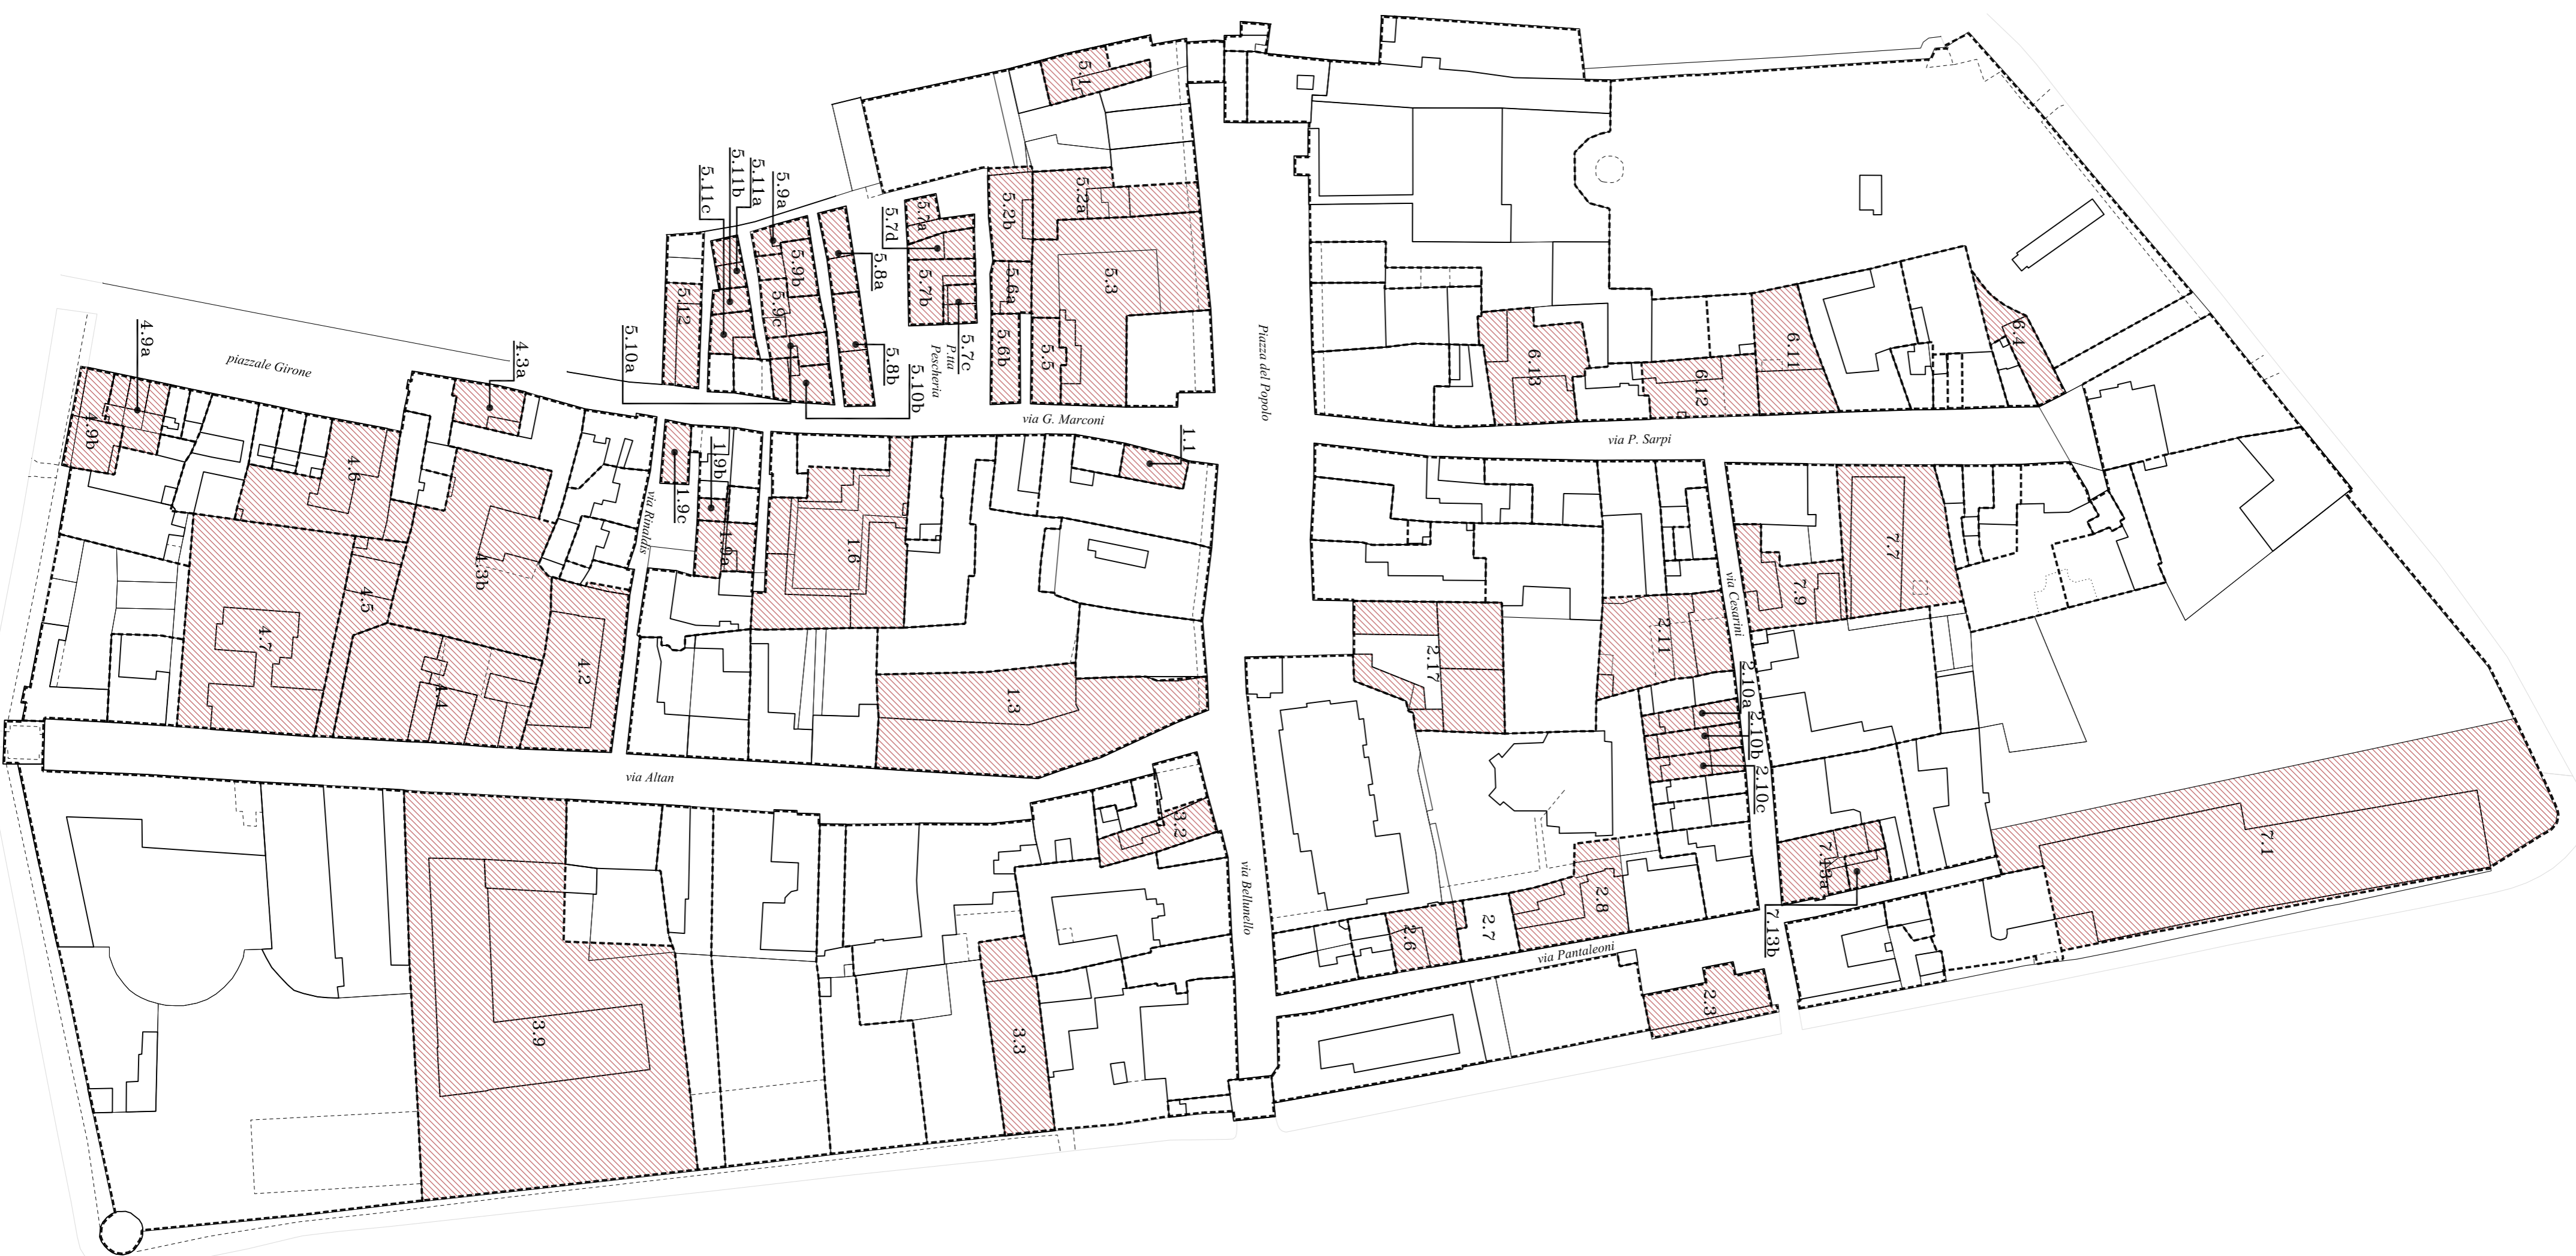 5.1
5.2a
5.2b
5.3
5.5
5.6a
5.6b
5.7a
5.7d
5.7b
5.7c
5.8a
5.8b
5.9a
5.9b
5.9c
5.10a
5.10b
5.11a
5.11b
5.11c
5.12
P.tta
Pescheria
Piazza del Popolo
via G. Marconi
via P. Sarpi
piazzale Girone
4.9a
4.9b
4.3a
4.6
4.3b
4.5
4.7
4.4
4.2
via Rinaldis
1.9c
1.9b
1.9a
1.6
1.1
1.3
via Altan
3.2
3.3
3.9
via Bellunello
6.13
6.12
6.11
6.4
7.7
7.9
via Cesarini
2.11
2.17
2.10a
2.10b
2.10c
2.8
2.7
2.6
via Pantaleoni
2.3
7.13a
7.13b
7.1